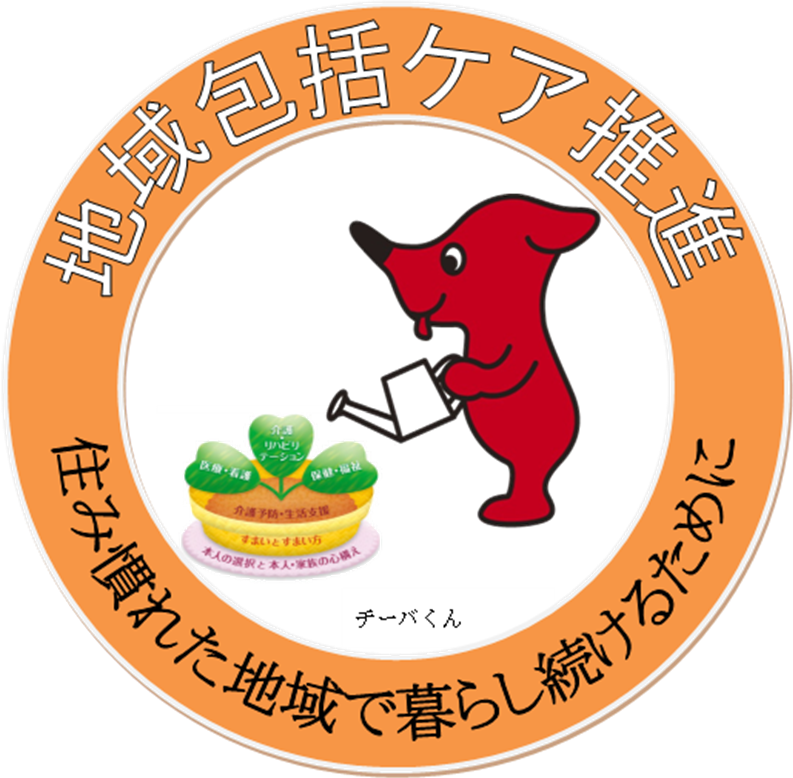 地域包括ケア推進
介護
・
リハビリ
テーション
医療・看護
保健・福祉
介護予防・生活支援
すまいとすまい方
本人の選択と本人・家族の心構え
チーバくん
住み慣れた地域で暮らし続けるために